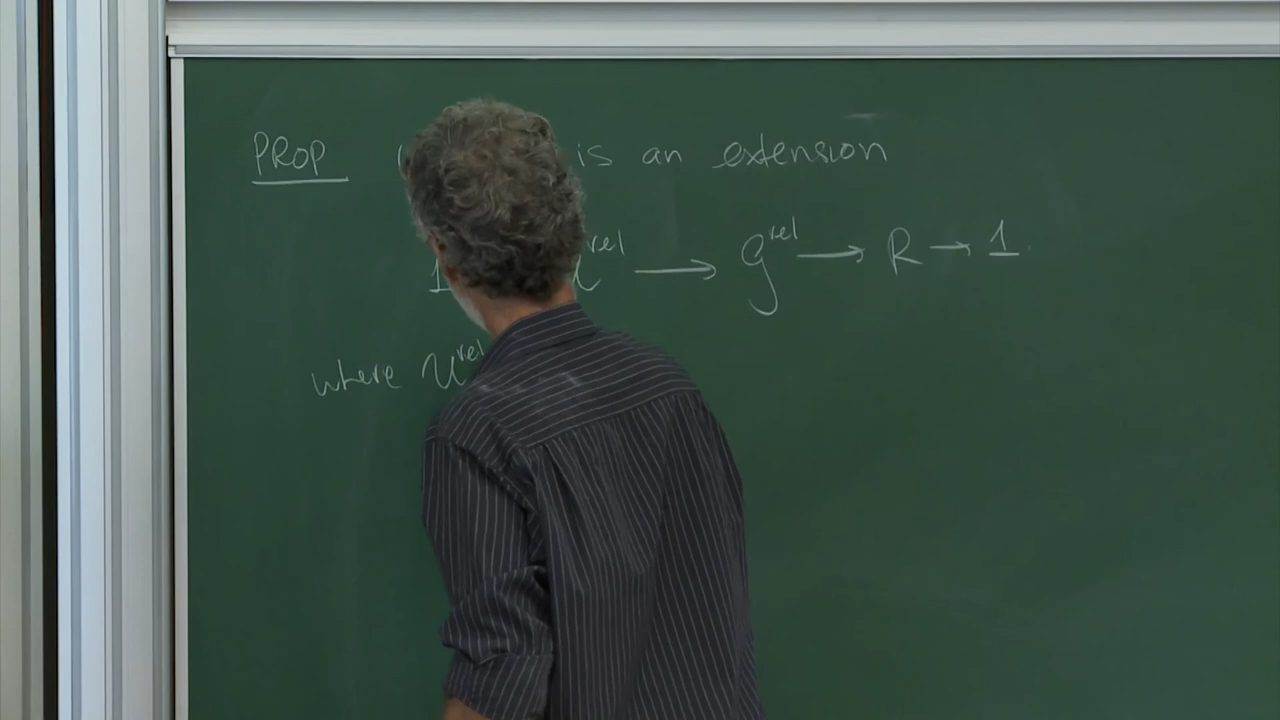 PROP is an extension
1 rel → G^rel → R → 1.
where U^rel